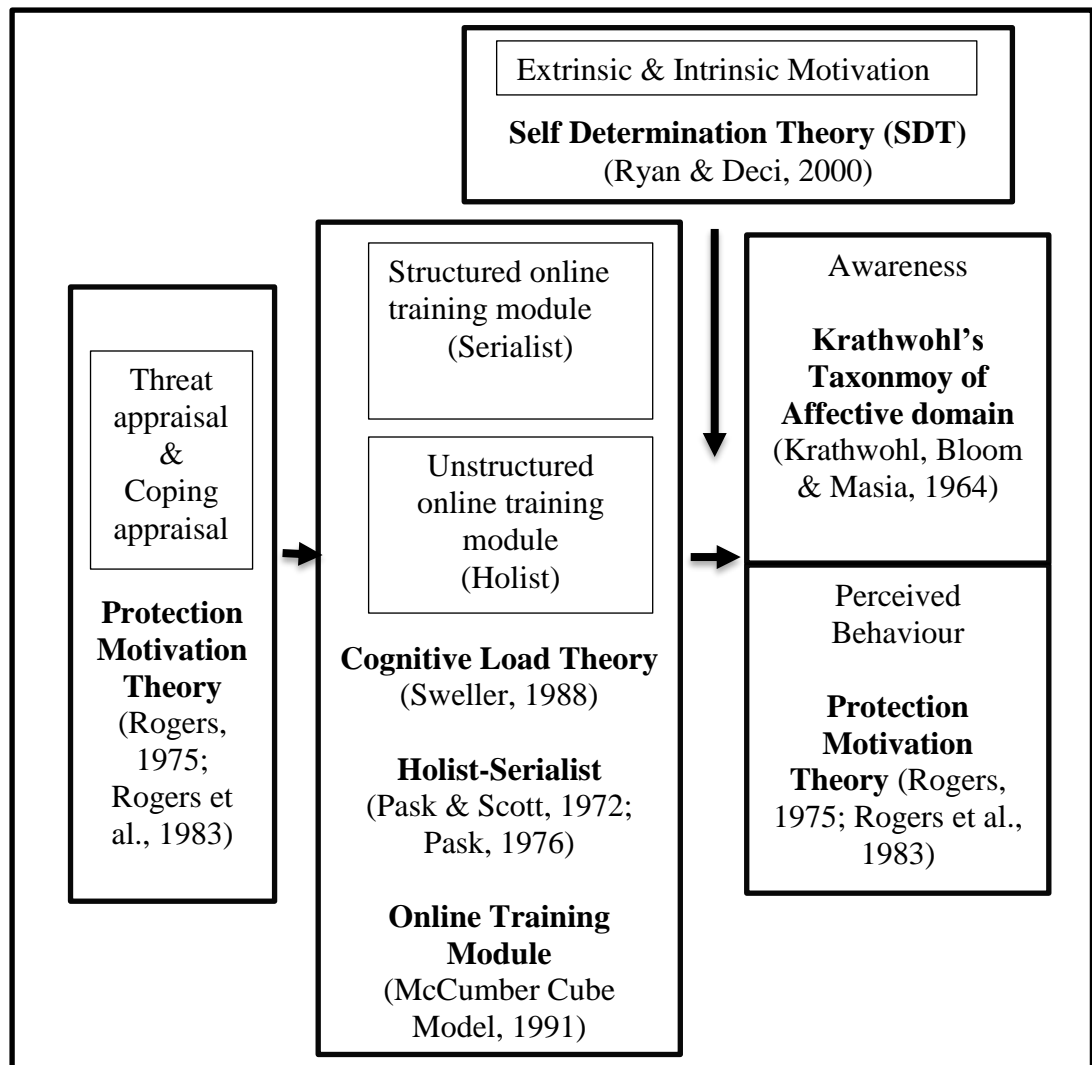 Extrinsic & Intrinsic Motivation
Self Determination Theory (SDT)
(Ryan & Deci, 2000)
Threat
appraisal
&
Coping
appraisal
Protection
Motivation
Theory
(Rogers,
1975;
Rogers et
al., 1983)
Structured online
training module
(Serialist)
Unstructured
online training
module
(Holist)
Cognitive Load Theory
(Sweller, 1988)
Holist-Serialist
(Pask & Scott, 1972;
Pask, 1976)
Online Training
Module
(McCumber Cube
Model, 1991)
Awareness
Krathwohl’s
Taxonmoy of
Affective domain
(Krathwohl, Bloom
& Masia, 1964)
Perceived
Behaviour
Protection
Motivation
Theory (Rogers,
1975; Rogers et al.,
1983)